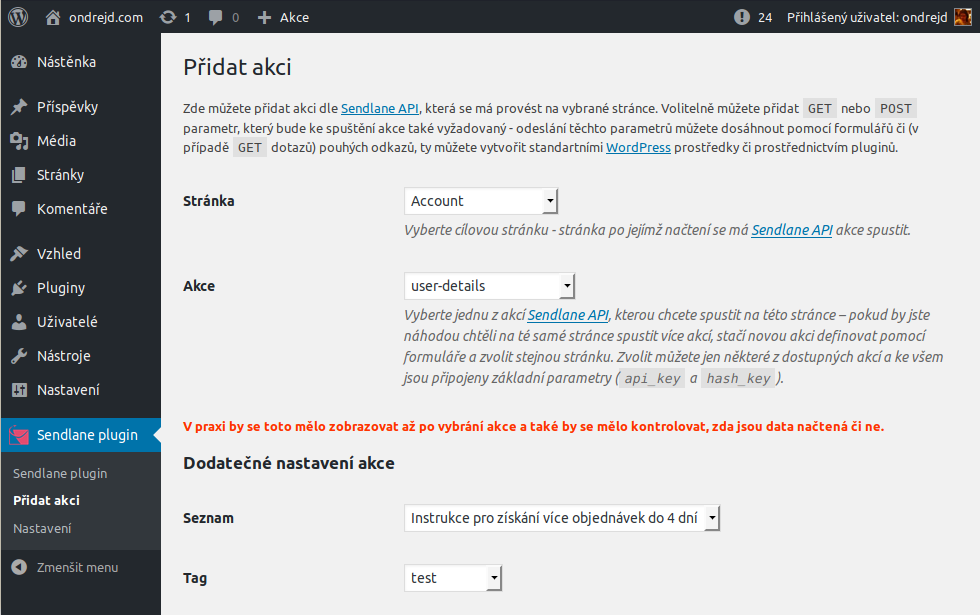 ondrejd.com 1 0 Akce 24 Přihlášený uživatel: ondrejd
Nástěnka
Příspěvky
Média
Stránky
Komentáře
Vzhled
Pluginy
Uživatelé
Nástroje
Nastavení
Sendlane plugin
Sendlane plugin
Přidat akci
Nastavení
Zmenšit menu
Přidat akci
Zde můžete přidat akci dle Sendlane API, která se má provést na vybrané stránce. Volitelně můžete přidat GET nebo POST
parametr, který bude ke spuštění akce také vyžadovaný - odeslání těchto parametrů můžete dosáhnout pomocí formulářů či (v
případě GET dotazů) pouhých odkazů, ty můžete vytvořit standartními WordPress prostředky či prostřednictvím pluginů.
Stránka Account
Vyberte cílovou stránku - stránka po jejímž načtení se má Sendlane API akce spustit.
Akce user-details
Vyberte jednu z akcí Sendlane API, kterou chcete spustit na této stránce – pokud by jste
náhodou chtěli na té samé stránce spustit více akcí, stačí novou akci definovat pomocí
formuláře a zvolit stejnou stránku. Zvolit můžete jen některé z dostupných akcí a ke všem
jsou připojeny základní parametry ( api_key a hash_key ).
V praxi by se toto mělo zobrazovat až po vybrání akce a také by se mělo kontrolovat, zda jsou data načtená či ne.
Dodatečné nastavení akce
Seznam Instrukce pro získání více objednávek do 4 dní
Tag test